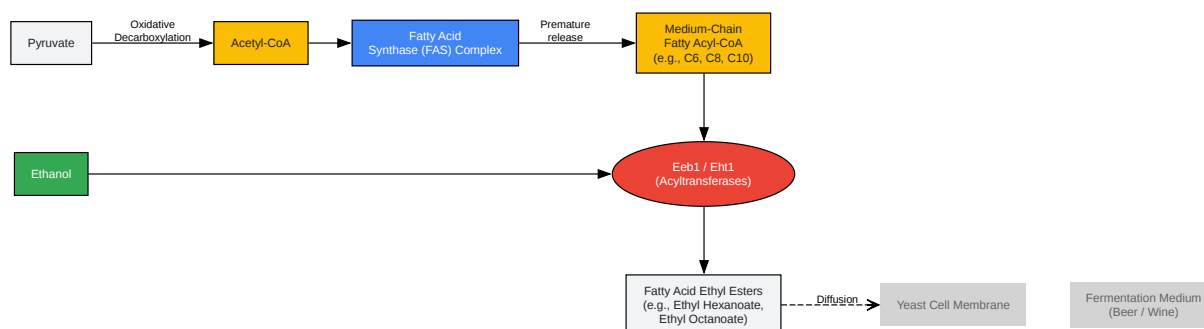 Pyruvate
Oxidative
Decarboxylation
Acetyl-CoA
Fatty Acid
Synthase (FAS) Complex
Premature
release
Medium-Chain
Fatty Acyl-CoA
(e.g., C6, C8, C10)
Ethanol
Eeb1 / Eht1
(Acyltransferases)
Fatty Acid Ethyl Esters
(e.g., Ethyl Hexanoate,
Ethyl Octanoate)
Diffusion
Yeast Cell Membrane
Fermentation Medium
(Beer / Wine)